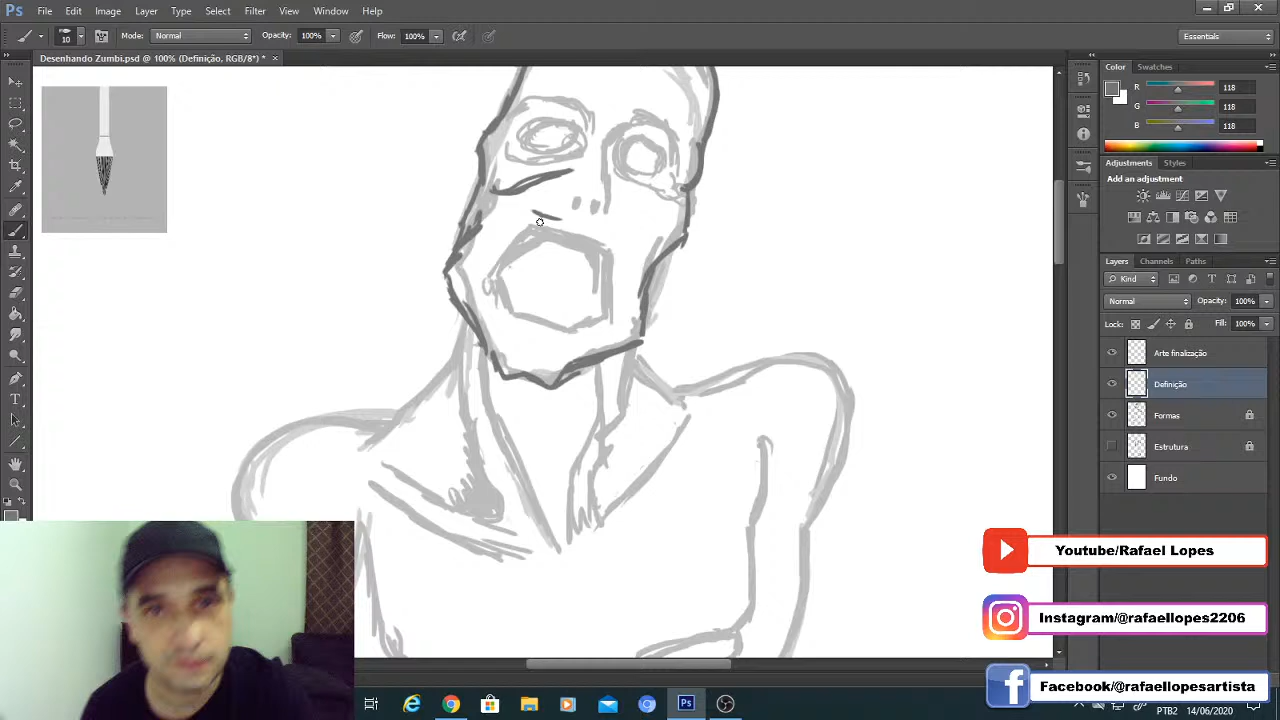 Ps File Edit Image Layer Type Select Filter View Window Help
10 Mode: Normal Opacity: 100% Flow: 100% Essentials
Desenhando Zumbi.psd @ 100% (Definição, RGB/8*) * ×
Color Swatches
R 118
G 118
B 118
Adjustments Styles
Add an adjustment
Layers Channels Paths
Kind
Normal Opacity: 100%
Lock: Fill: 100%
Arte finalização
Definição
Formas
Estrutura
Fundo
Youtube/Rafael Lopes
Instagram/@rafaellopes2206
Facebook/@rafaellopesartista
Ps PTB2 14/06/2020